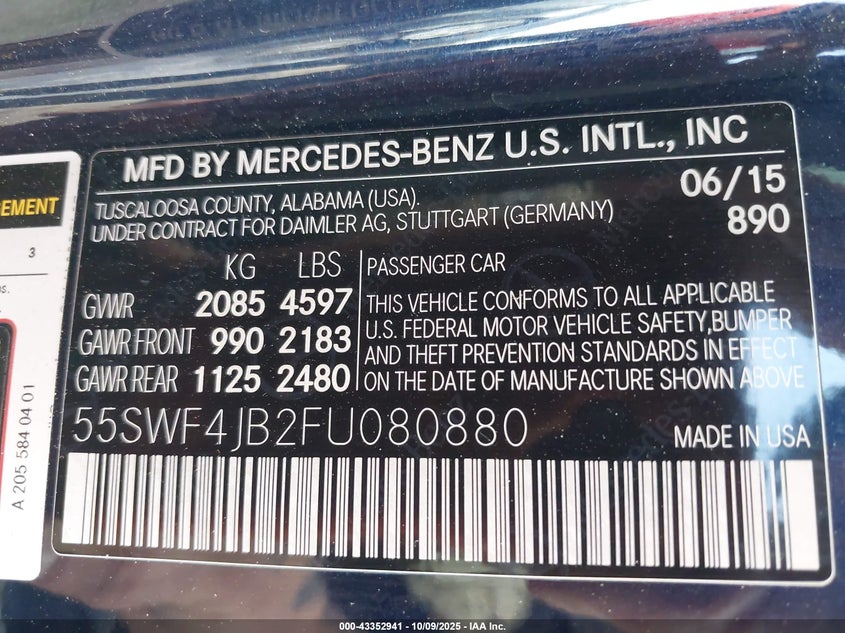 EMENT
3
A 205 584 04 01
MFD BY MERCEDES-BENZ U.S. INTL., INC
TUSCALOOSA COUNTY, ALABAMA (USA).
UNDER CONTRACT FOR DAIMLER AG, STUTTGART (GERMANY)
06/15
890
KG LBS
GVWR 2085 4597
GAWR FRONT 990 2183
GAWR REAR 1125 2480
PASSENGER CAR
THIS VEHICLE CONFORMS TO ALL APPLICABLE
U.S. FEDERAL MOTOR VEHICLE SAFETY,BUMPER
AND THEFT PREVENTION STANDARDS IN EFFECT
ON THE DATE OF MANUFACTURE SHOWN ABOVE
55SWF4JB2FU080880
MADE IN USA
000-43352941 - 10/09/2025 - IAA Inc.